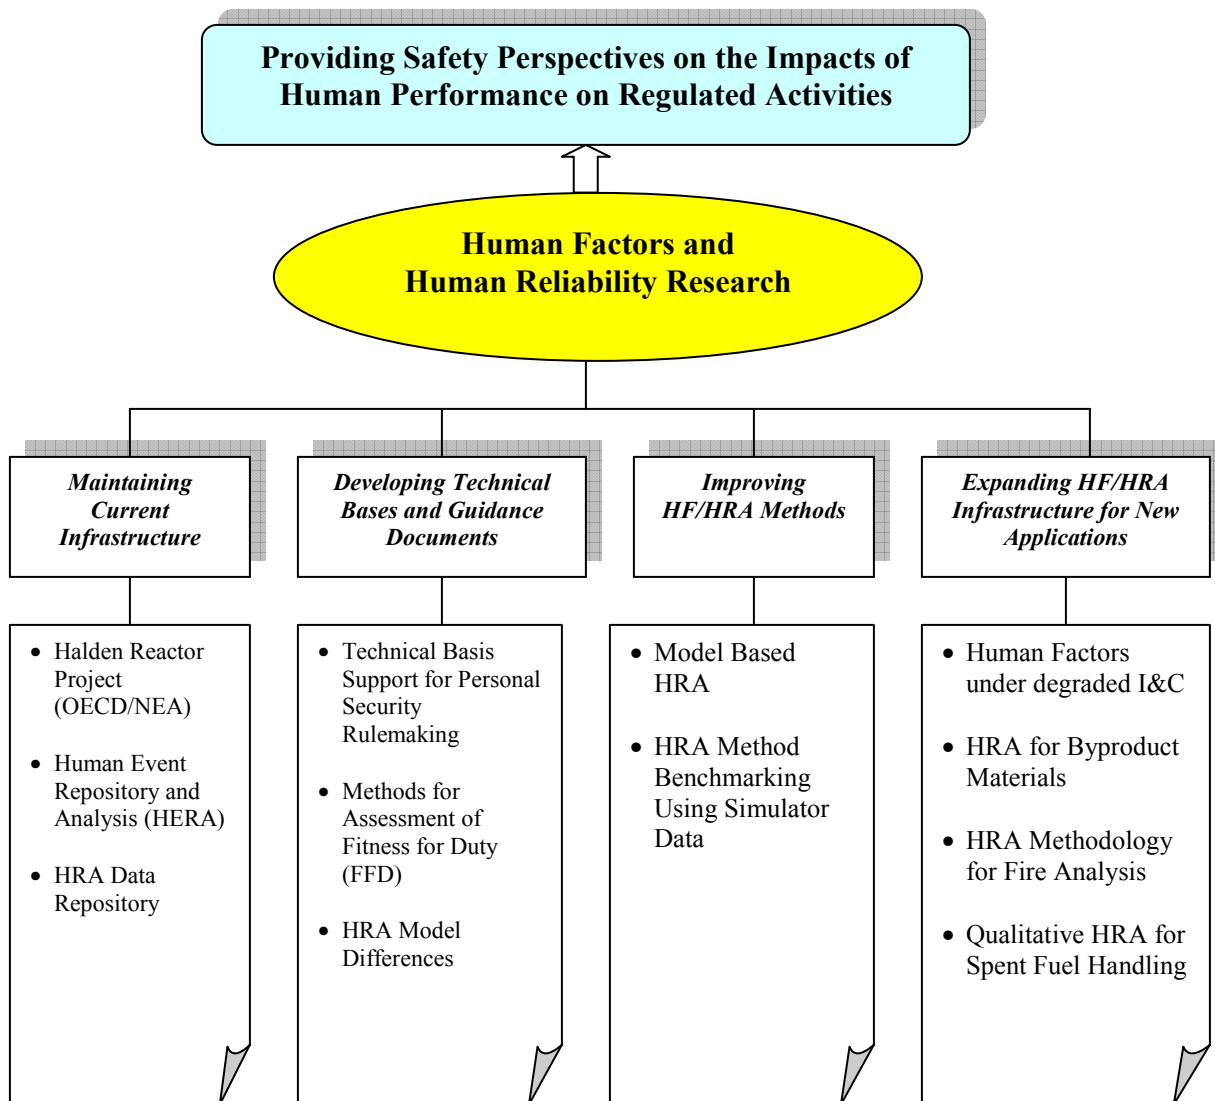 Providing Safety Perspectives on the Impacts of
Human Performance on Regulated Activities
Human Factors and
Human Reliability Research
Maintaining
Current
Infrastructure
Developing Technical
Bases and Guidance
Documents
Improving
HF/HRA Methods
Expanding HF/HRA
Infrastructure for New
Applications
• Halden Reactor
Project
(OECD/NEA)
• Human Event
Repository and
Analysis (HERA)
• HRA Data
Repository
• Technical Basis
Support for Personal
Security
Rulemaking
• Methods for
Assessment of
Fitness for Duty
(FFD)
• HRA Model
Differences
• Model Based
HRA
• HRA Method
Benchmarking
Using Simulator
Data
• Human Factors
under degraded I&C
• HRA for Byproduct
Materials
• HRA Methodology
for Fire Analysis
• Qualitative HRA for
Spent Fuel Handling